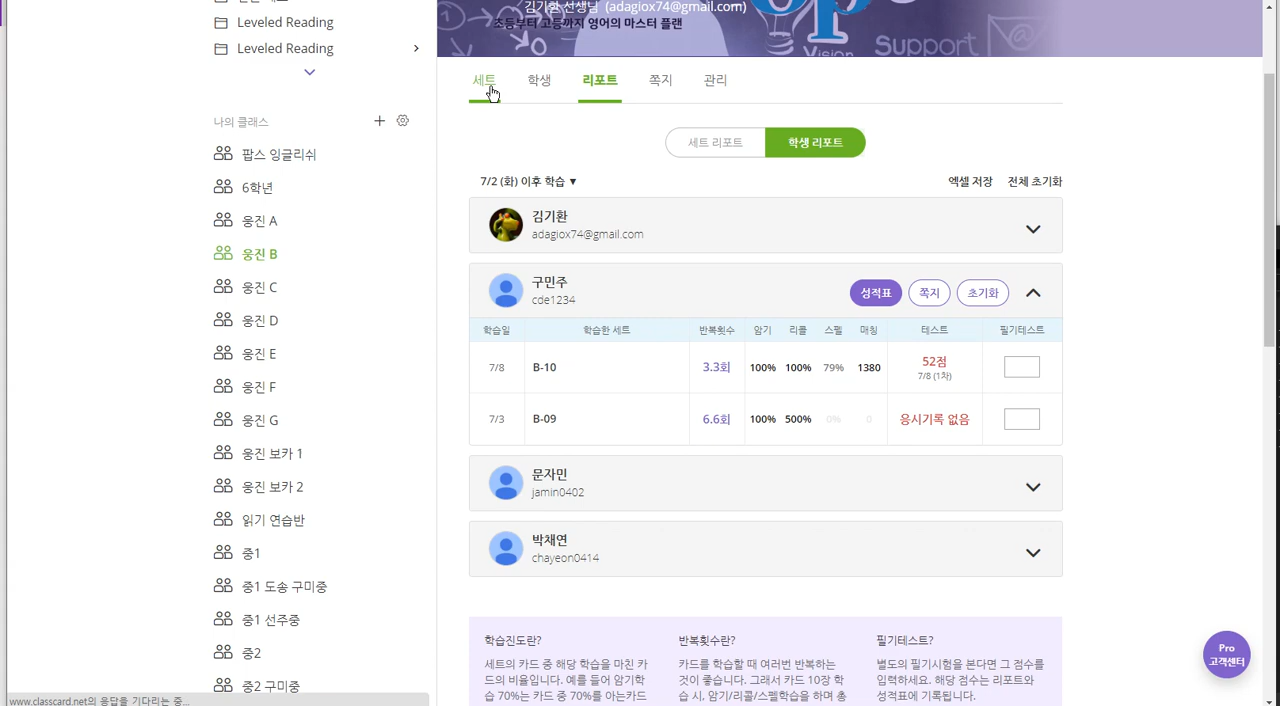 Leveled Reading
Leveled Reading
나의 클래스
팝스 잉글리쉬
6학년
웅진 A
웅진 B
웅진 C
웅진 D
웅진 E
웅진 F
웅진 G
웅진 보카 1
웅진 보카 2
읽기 연습반
중1
중1 도송 구미중
중1 선주중
중2
중2 구미중
www.classcard.net의 응답을 기다리는 중...
김기환 선생님 (adagiox74@gmail.com)
초등부터 고등까지 영어의 마스터 플랜
Vision
Support
세트 학생 리포트 쪽지 관리
세트 리포트 학생 리포트
7/2 (화) 이후 학습 ▼ 엑셀 저장 전체 초기화
김기환
adagiox74@gmail.com
구민주
cde1234
성적표 쪽지 초기화
학습일 학습한 세트 반복횟수 암기 리콜 스펠 매칭 테스트 필기테스트
7/8 B-10 3.3회 100% 100% 79% 1380 52점
7/8 (1차)
7/3 B-09 6.6회 100% 500% 0% 0 응시기록 없음
문자민
jamin0402
박채연
chayeon0414
학습진도란?
세트의 카드 중 해당 학습을 마친 카
드의 비율입니다. 예를 들어 암기학
습 70%는 카드 중 70%를 아는카드
반복횟수란?
카드를 학습할 때 여러번 반복하는
것이 좋습니다. 그래서 카드 10장 학
습 시, 암기/리콜/스펠학습을 하며 총
필기테스트?
별도의 필기시험을 본다면 그 점수를
입력하세요. 해당 점수는 리포트와
성적표에 기록됩니다.
Pro
고객센터